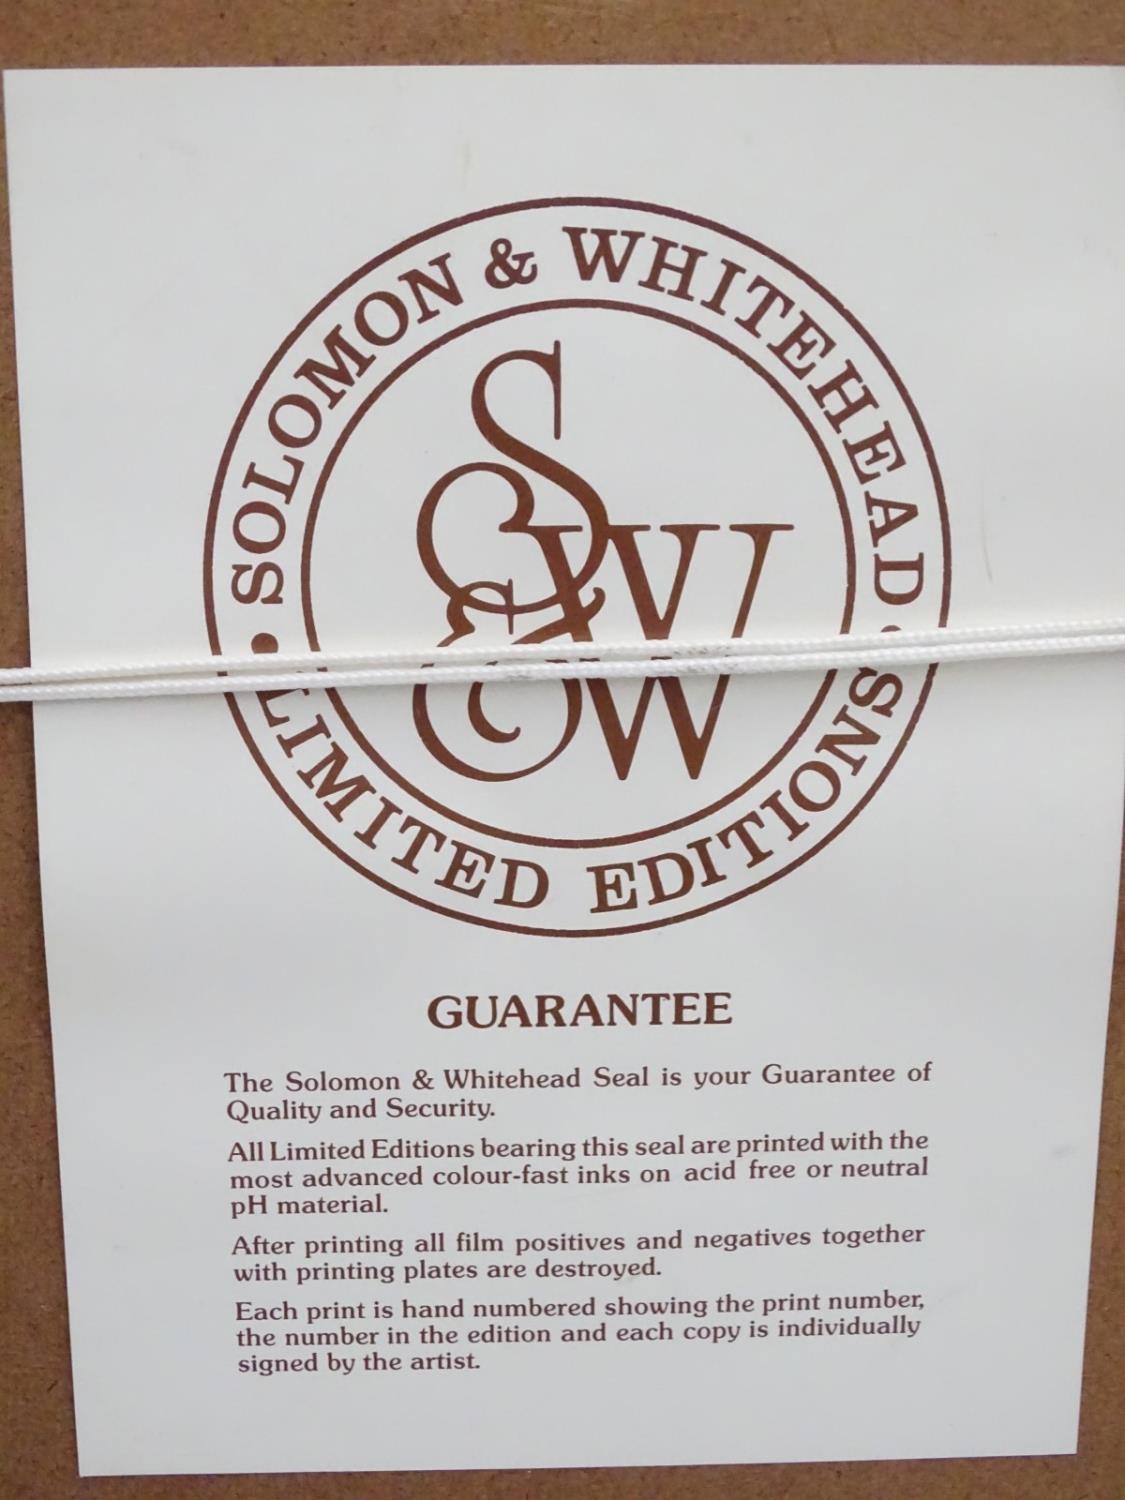 SOLOMON & WHITEHEAD
S
&W
• LIMITED EDITIONS •
GUARANTEE
The Solomon & Whitehead Seal is your Guarantee of
Quality and Security.
All Limited Editions bearing this seal are printed with the
most advanced colour-fast inks on acid free or neutral
pH material.
After printing all film positives and negatives together
with printing plates are destroyed.
Each print is hand numbered showing the print number,
the number in the edition and each copy is individually
signed by the artist.